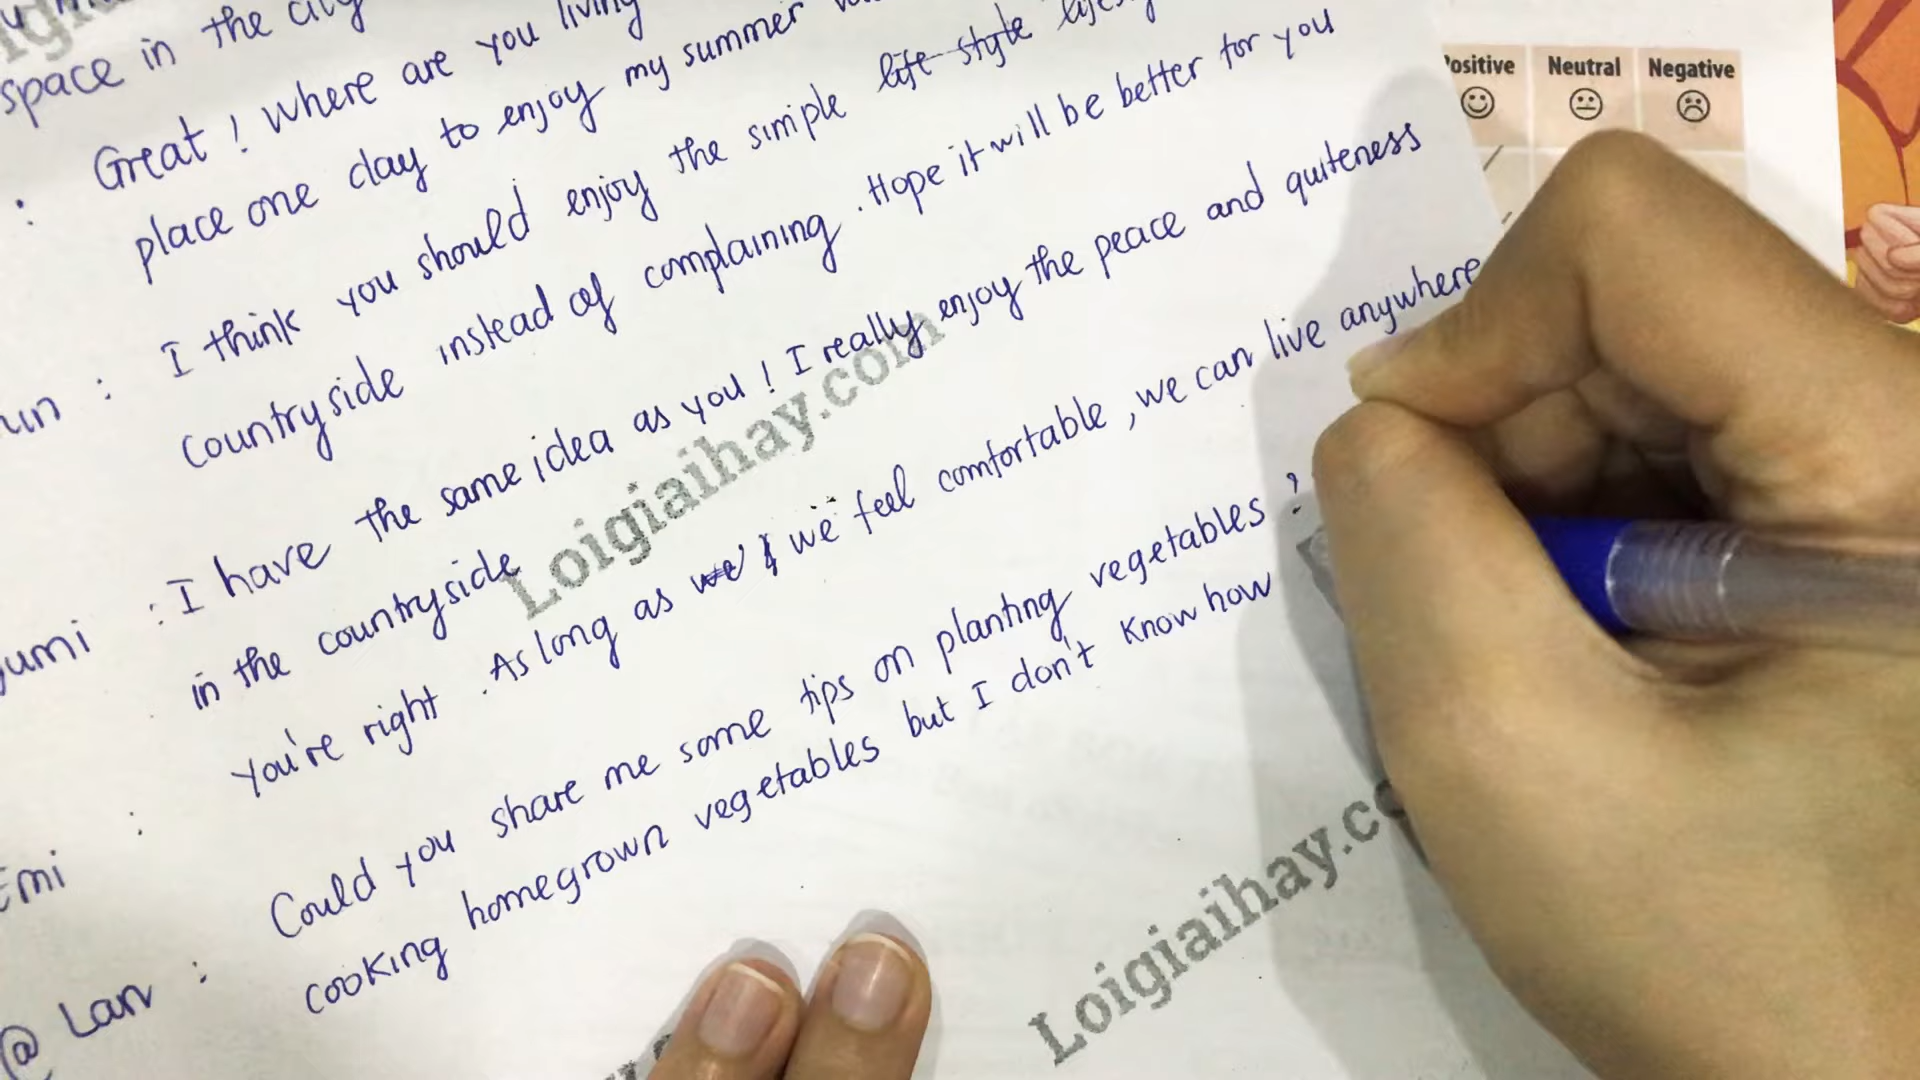 space in the city
: Great! Where are you living
place one day to enjoy my summer
I think you should enjoy the simple life style
: countryside instead of complaining. Hope it will be better for you
: I have the same idea as you! I really enjoy the peace and quiteness
in the countryside
You're right. As long as we we feel comfortable, we can live anywhere
:
Could you share me some tips on planting vegetables?
@ Lan : cooking homegrown vegetables but I don't know how
Positive Neutral Negative
Loigiaihay.com
Loigiaihay.co